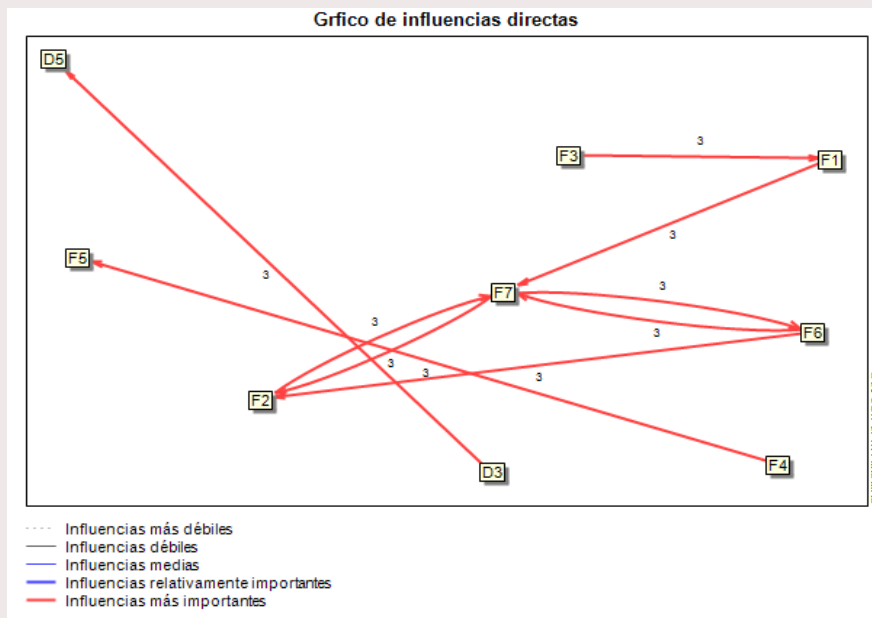 Grfico de influencias directas
D5
F3
3
F1
F5
3
3
F7
3
3
3
F6
3
3
3
F2
D3
F4
Influencias más débiles
Influencias débiles
Influencias medias
Influencias relativamente importantes
Influencias más importantes